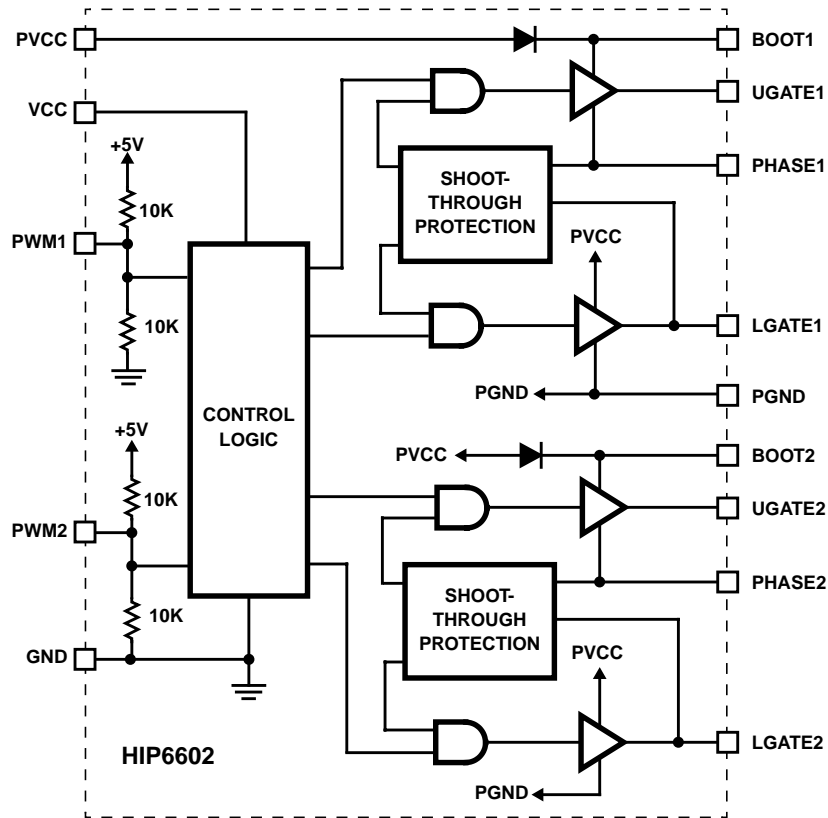 PVCC
BOOT1
UGATE1
VCC
+5V
10K
SHOOT-
THROUGH
PROTECTION
PHASE1
PWM1
PVCC
10K
LGATE1
CONTROL
LOGIC
PGND
PGND
+5V
PVCC
BOOT2
10K
UGATE2
PWM2
SHOOT-
THROUGH
PROTECTION
PHASE2
10K
GND
PVCC
LGATE2
HIP6602
PGND